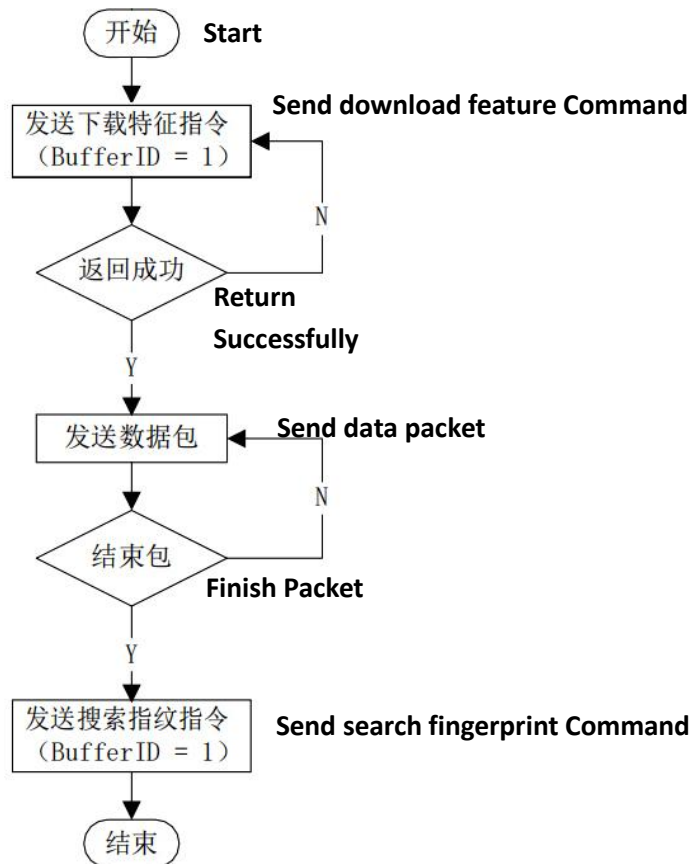 开始
Start
Send download feature Command
发送下载特征指令
（BufferID = 1）
N
返回成功
Return
Successfully
Y
发送数据包
Send data packet
N
结束包
Finish Packet
Y
发送搜索指纹指令
（BufferID = 1）
Send search fingerprint Command
结束